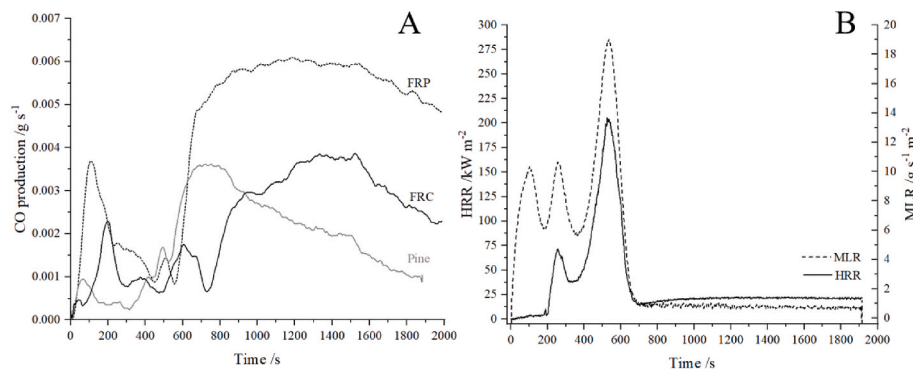 A
0.007
0.006
0.005
0.004
0.003
0.002
0.001
0.000
CO production /g s⁻¹
FRP
FRC
Pine
0 200 400 600 800 1000 1200 1400 1600 1800 2000
Time /s
B
300
275
250
225
200
175
150
125
100
75
50
25
0
HRR /kW m⁻²
20
18
16
14
12
10
8
6
4
2
0
MLR /g s⁻¹ m⁻²
MLR
HRR
0 200 400 600 800 1000 1200 1400 1600 1800 2000
Time /s